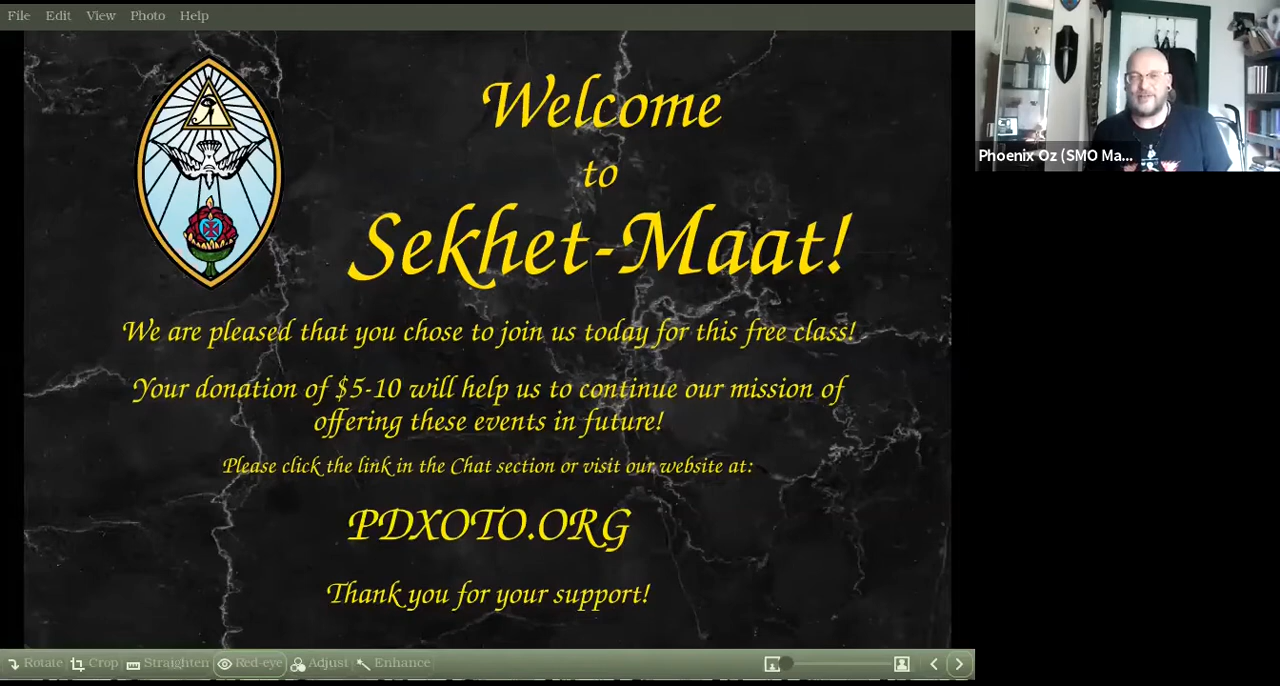 File Edit View Photo Help
Welcome
to
Sekhet-Maat!
We are pleased that you chose to join us today for this free class!
Your donation of $5-10 will help us to continue our mission of
offering these events in future!
Please click the link in the Chat section or visit our website at:
PDXOTO.ORG
Thank you for your support!
Rotate Crop Straighten Red-eye Adjust Enhance
Phoenix Oz (SMO Ma...